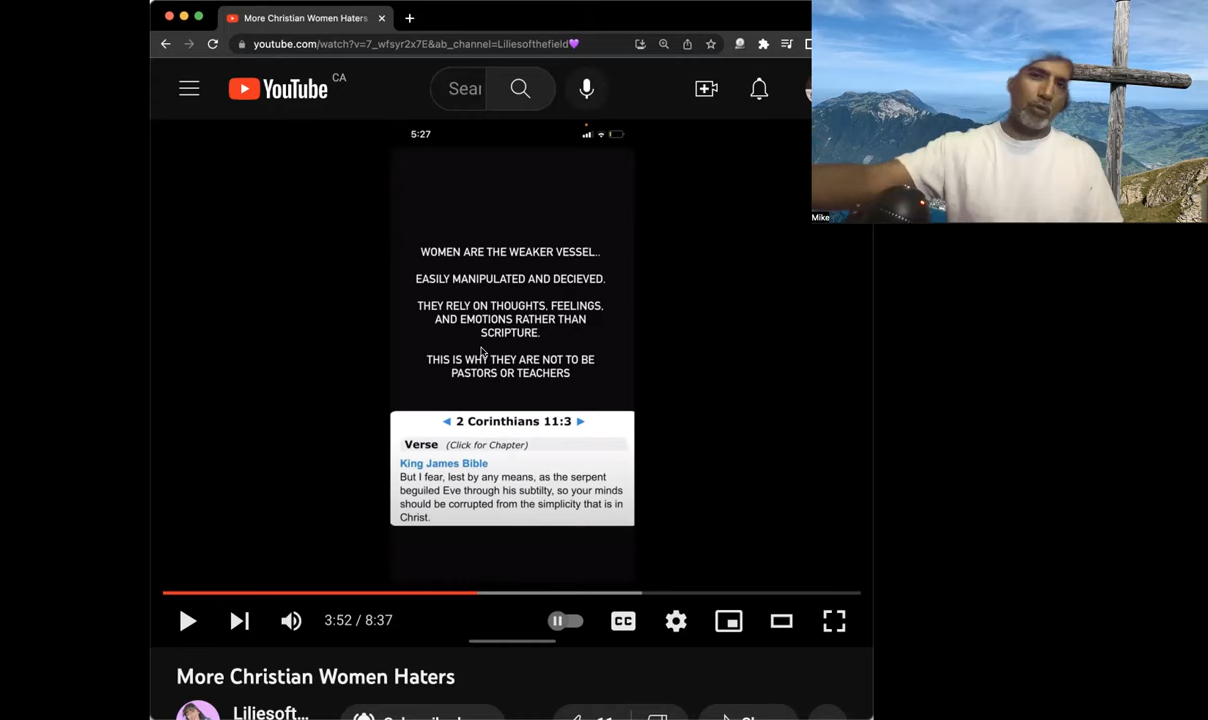 More Christian Women Haters
youtube.com/watch?v=7_wfsyr2x7E&ab_channel=Liliesofthefield💜
YouTube CA
Sear
5:27
WOMEN ARE THE WEAKER VESSEL..
EASILY MANIPULATED AND DECIEVED.
THEY RELY ON THOUGHTS, FEELINGS,
AND EMOTIONS RATHER THAN
SCRIPTURE.
THIS IS WHY THEY ARE NOT TO BE
PASTORS OR TEACHERS
2 Corinthians 11:3
Verse (Click for Chapter)
King James Bible
But I fear, lest by any means, as the serpent
beguiled Eve through his subtilty, so your minds
should be corrupted from the simplicity that is in
Christ.
Mike
3:52 / 8:37
CC
More Christian Women Haters
Liliesoft...